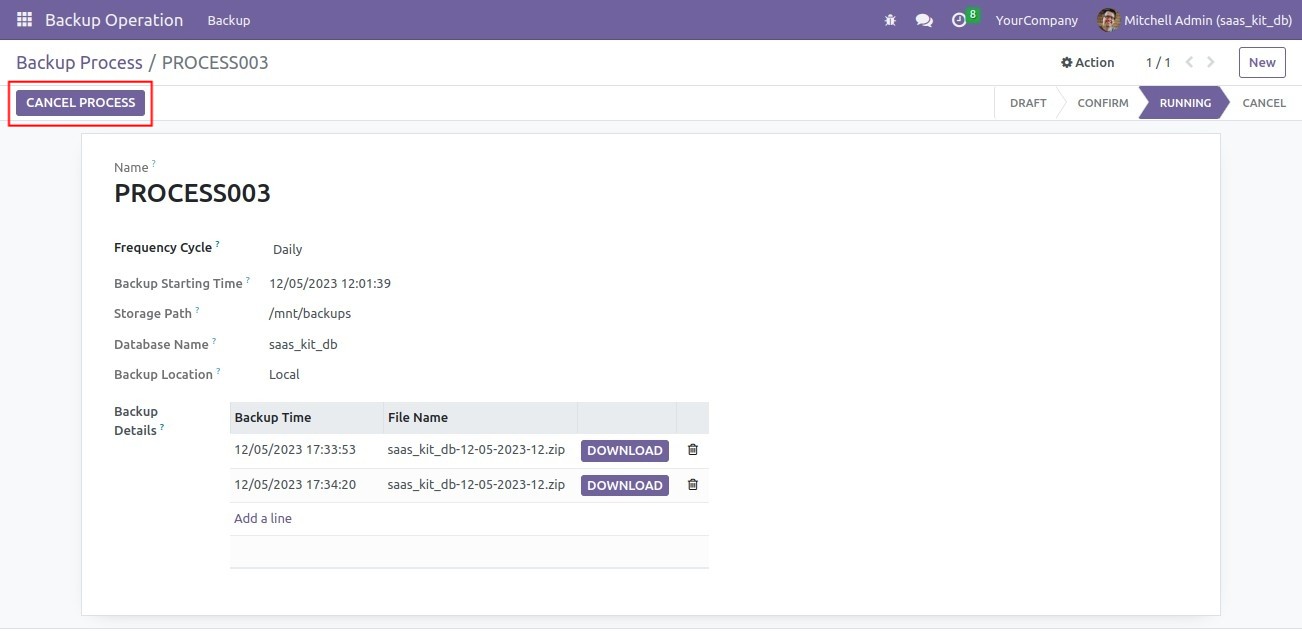 Backup Operation Backup 8 YourCompany Mitchell Admin (saas_kit_db)
Backup Process / PROCESS003 Action 1 / 1 New
CANCEL PROCESS DRAFT CONFIRM RUNNING CANCEL
Name ?
PROCESS003
Frequency Cycle ? Daily
Backup Starting Time ? 12/05/2023 12:01:39
Storage Path ? /mnt/backups
Database Name ? saas_kit_db
Backup Location ? Local
Backup
Details ?
Backup Time File Name
12/05/2023 17:33:53 saas_kit_db-12-05-2023-12.zip DOWNLOAD
12/05/2023 17:34:20 saas_kit_db-12-05-2023-12.zip DOWNLOAD
Add a line